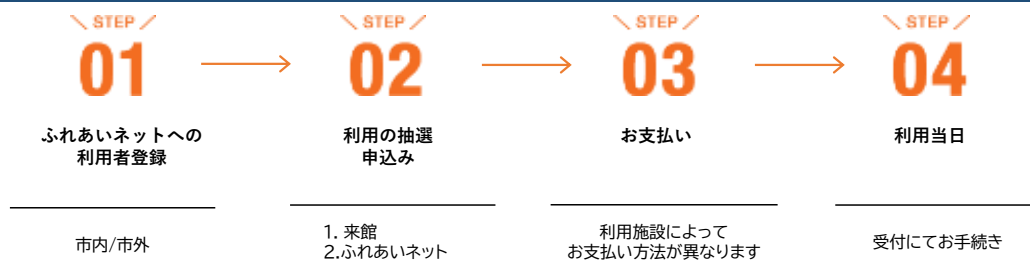 STEP
01
ふれあいネットへの
利用者登録
市内/市外
STEP
02
利用の抽選
申込み
1. 来館
2.ふれあいネット
STEP
03
お支払い
利用施設によって
お支払い方法が異なります
STEP
04
利用当日
受付にてお手続き